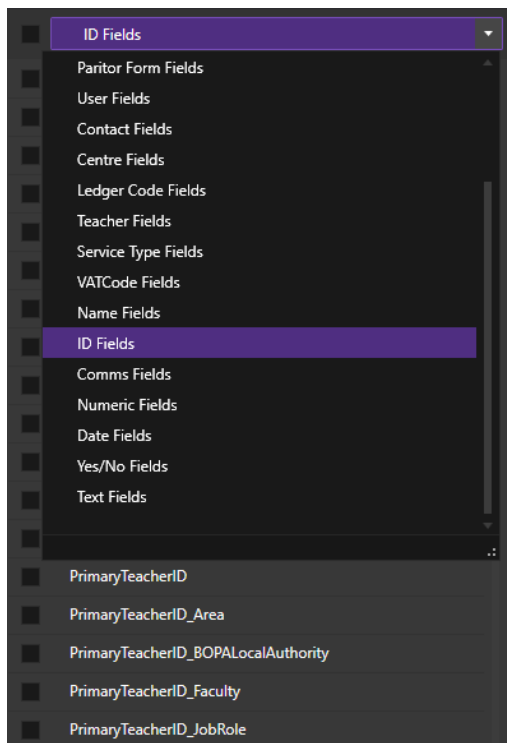 ID Fields
Paritor Form Fields
User Fields
Contact Fields
Centre Fields
Ledger Code Fields
Teacher Fields
Service Type Fields
VATCode Fields
Name Fields
ID Fields
Comms Fields
Numeric Fields
Date Fields
Yes/No Fields
Text Fields
PrimaryTeacherID
PrimaryTeacherID_Area
PrimaryTeacherID_BOPALocalAuthority
PrimaryTeacherID_Faculty
PrimaryTeacherID_JobRole